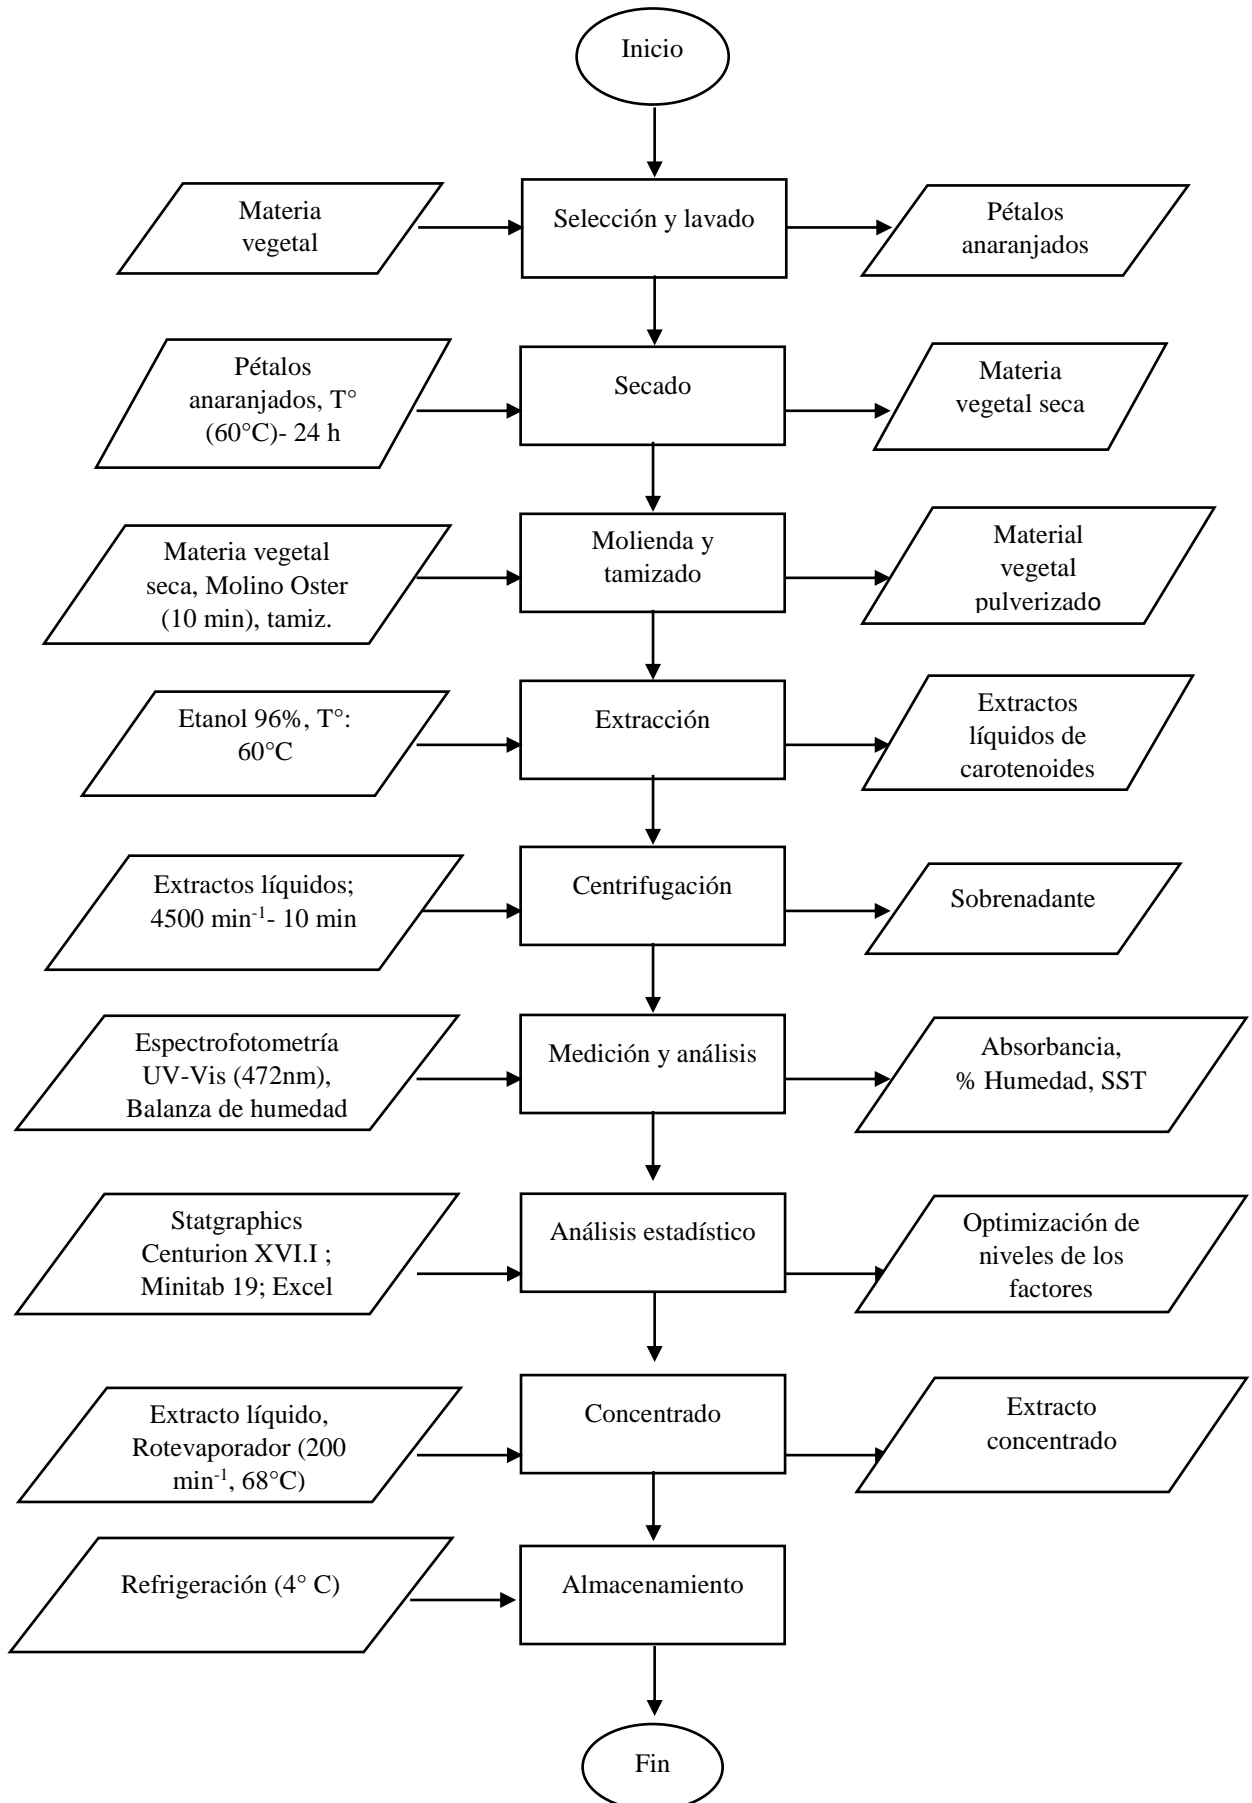 Inicio
Materia
vegetal
Selección y lavado
Pétalos
anaranjados
Pétalos
anaranjados, T°
(60°C)- 24 h
Secado
Materia
vegetal seca
Materia vegetal
seca, Molino Oster
(10 min), tamiz.
Molienda y
tamizado
Material
vegetal
pulverizado
Etanol 96%, T°:
60°C
Extracción
Extractos
líquidos de
carotenoides
Extractos líquidos;
4500 min⁻¹- 10 min
Centrifugación
Sobrenadante
Espectrofotometría
UV-Vis (472nm),
Balanza de humedad
Medición y análisis
Absorbancia,
% Humedad, SST
Statgraphics
Centurion XVI.I ;
Minitab 19; Excel
Análisis estadístico
Optimización de
niveles de los
factores
Extracto líquido,
Rotevaporador (200
min⁻¹, 68°C)
Concentrado
Extracto
concentrado
Refrigeración (4° C)
Almacenamiento
Fin